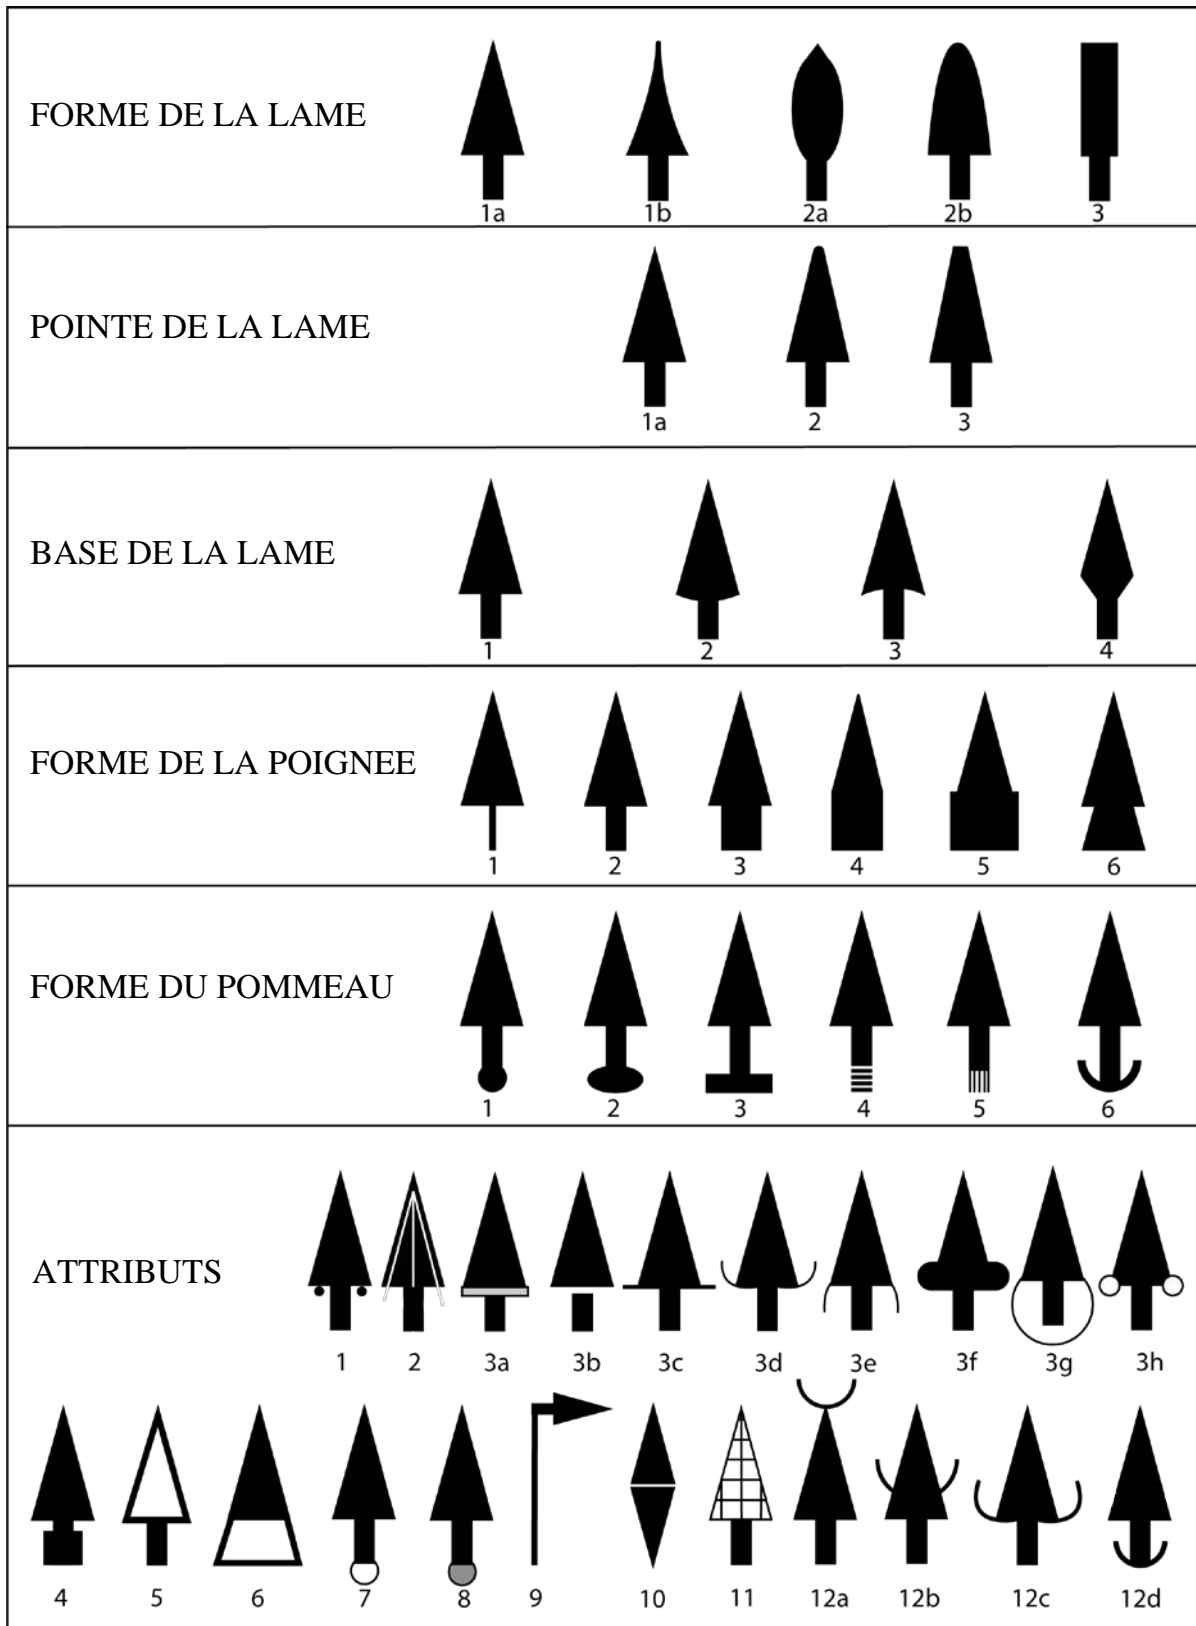 FORME DE LA LAME
1a 1b 2a 2b 3
POINTE DE LA LAME
1a 2 3
BASE DE LA LAME
1 2 3 4
FORME DE LA POIGNEE
1 2 3 4 5 6
FORME DU POMMEAU
1 2 3 4 5 6
ATTRIBUTS
1 2 3a 3b 3c 3d 3e 3f 3g 3h
4 5 6 7 8 9 10 11 12a 12b 12c 12d